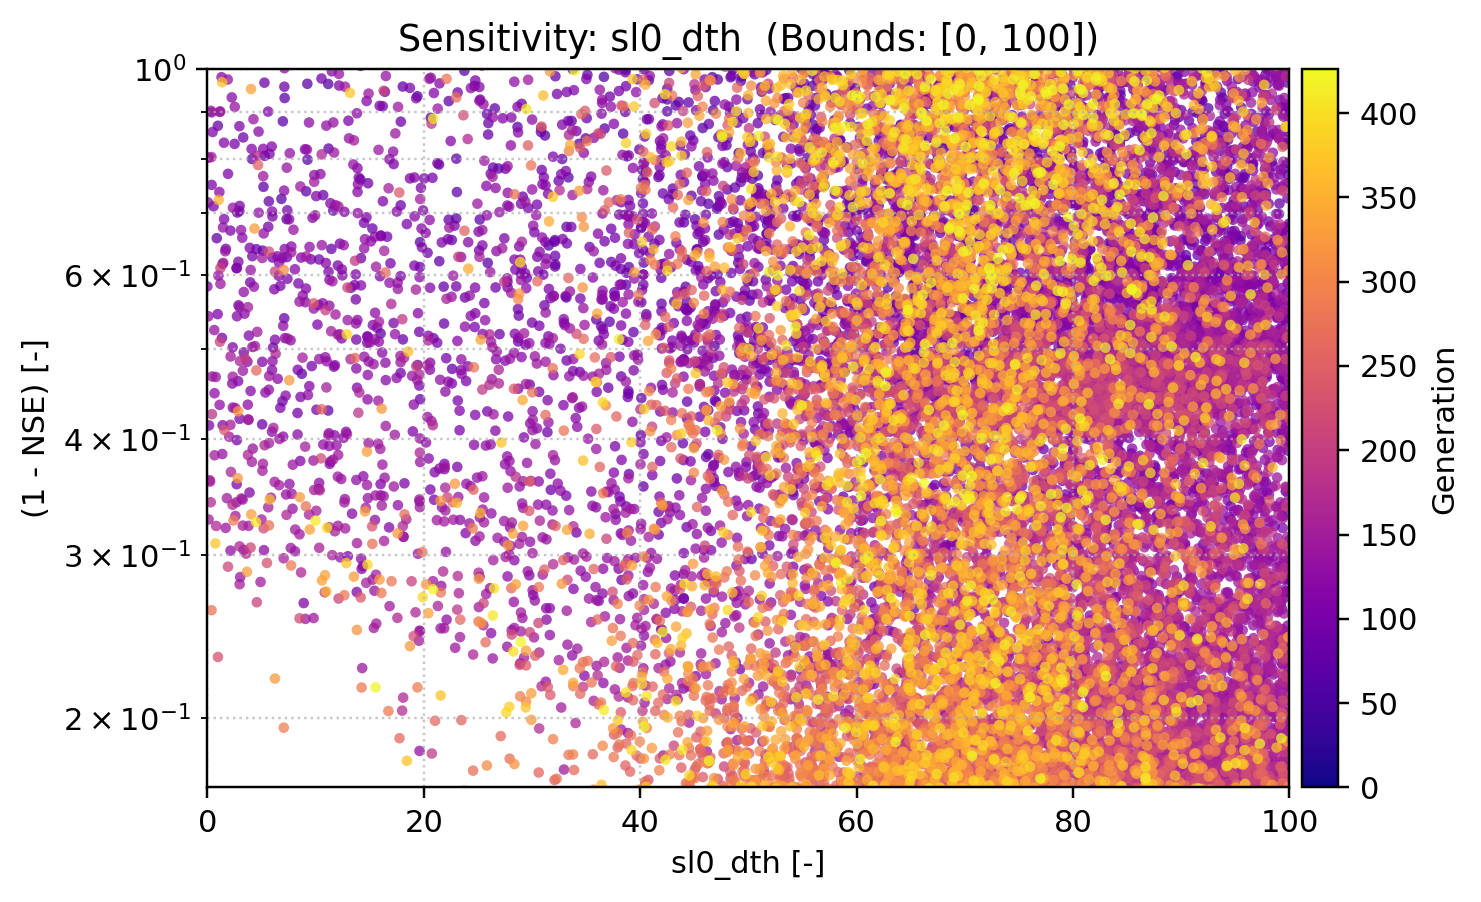 Sensitivity: sl0_dth  (Bounds: [0, 100])
10⁰
6 × 10⁻¹
4 × 10⁻¹
3 × 10⁻¹
2 × 10⁻¹
(1 - NSE) [-]
0 20 40 60 80 100
sl0_dth [-]
400
350
300
250
200
150
100
50
0
Generation